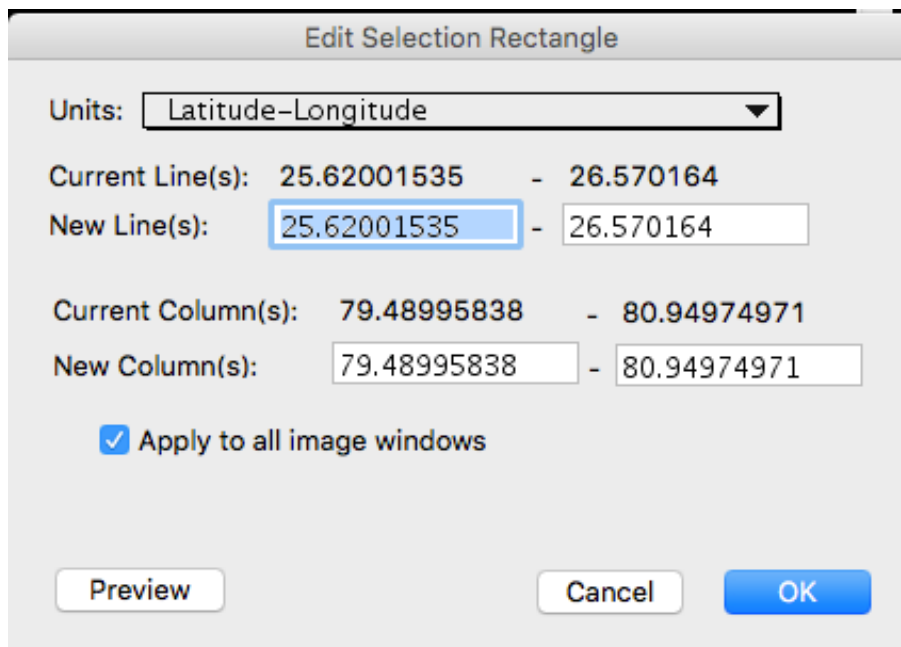 Edit Selection Rectangle
Units: Latitude-Longitude
Current Line(s): 25.62001535 - 26.570164
New Line(s): 25.62001535 - 26.570164
Current Column(s): 79.48995838 - 80.94974971
New Column(s): 79.48995838 - 80.94974971
Apply to all image windows
Preview Cancel OK